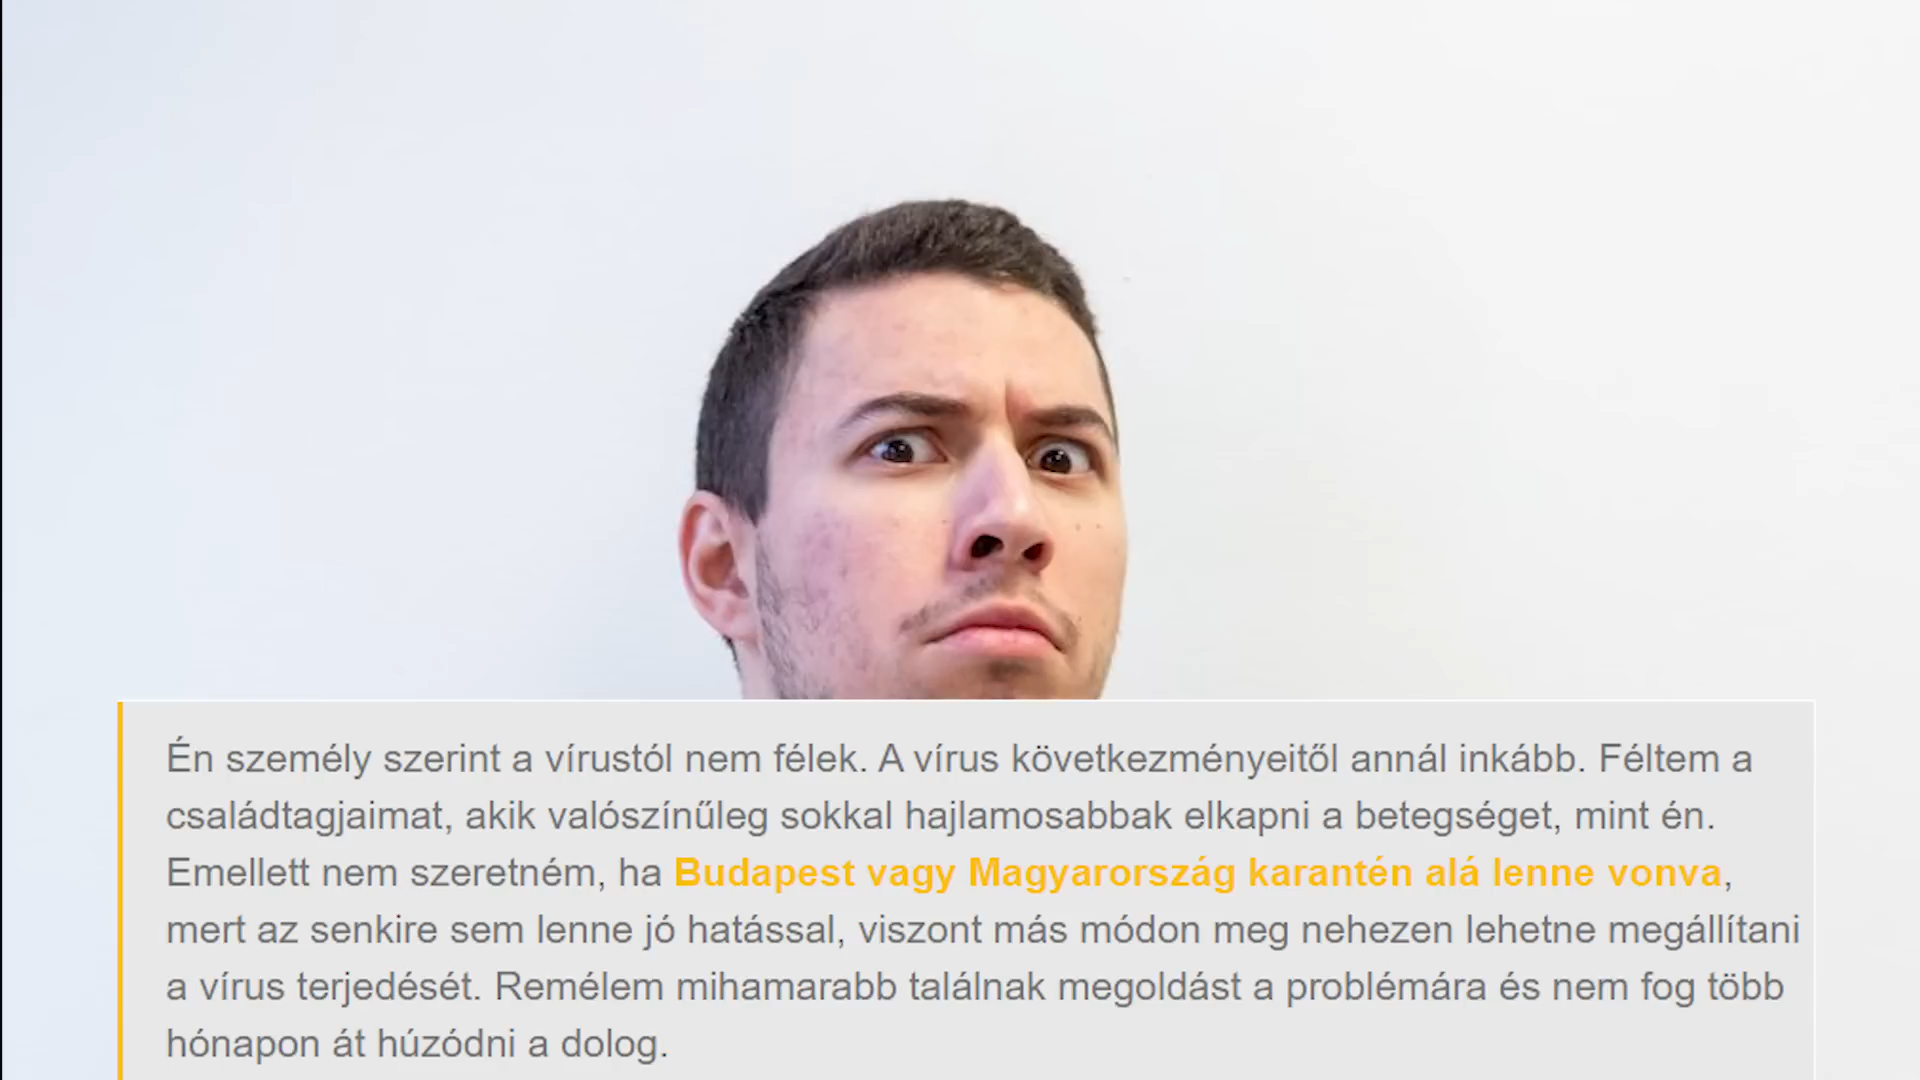 Én személy szerint a vírustól nem félek. A vírus következményeitől annál inkább. Féltem a
családtagjaimat, akik valószínűleg sokkal hajlamosabbak elkapni a betegséget, mint én.
Emellett nem szeretném, ha Budapest vagy Magyarország karantén alá lenne vonva,
mert az senkire sem lenne jó hatással, viszont más módon meg nehezen lehetne megállítani
a vírus terjedését. Remélem mihamarabb találnak megoldást a problémára és nem fog több
hónapon át húzódni a dolog.